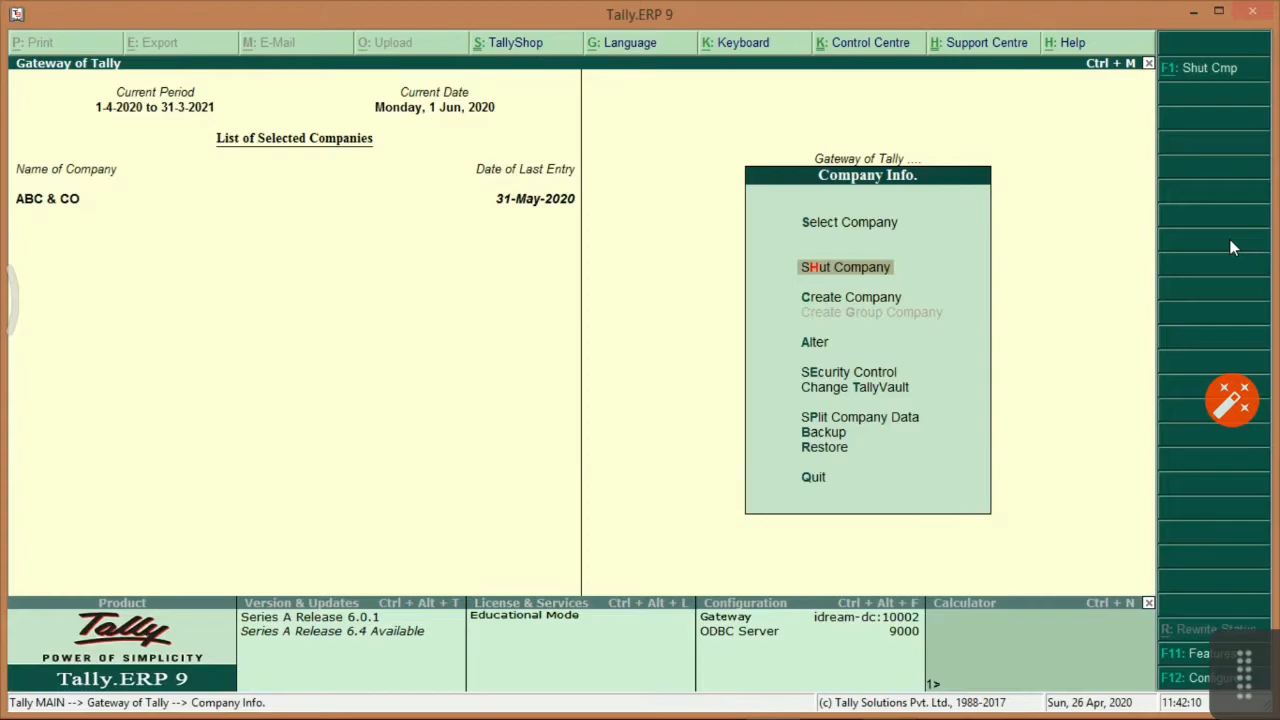 Tally.ERP 9
P: Print E: Export M: E-Mail O: Upload S: TallyShop G: Language K: Keyboard K: Control Centre H: Support Centre H: Help
Gateway of Tally Ctrl + M
F1: Shut Cmp
Current Period Current Date
1-4-2020 to 31-3-2021 Monday, 1 Jun, 2020
List of Selected Companies
Name of Company Date of Last Entry
ABC & CO 31-May-2020
Gateway of Tally ....
Company Info.
Select Company
SHut Company
Create Company
Create Group Company
Alter
SEcurity Control
Change TallyVault
SPlit Company Data
Backup
Restore
Quit
Product
Tally
POWER OF SIMPLICITY
Tally.ERP 9
Version & Updates Ctrl + Alt + T
Series A Release 6.0.1
Series A Release 6.4 Available
License & Services Ctrl + Alt + L
Educational Mode
Configuration Ctrl + Alt + F
Gateway idream-dc:10002
ODBC Server 9000
Calculator Ctrl + N
1>
R: Rewrite Status
F11: Features
F12:
Tally MAIN --> Gateway of Tally --> Company Info. (c) Tally Solutions Pvt. Ltd., 1988-2017 Sun, 26 Apr, 2020 11:42:10